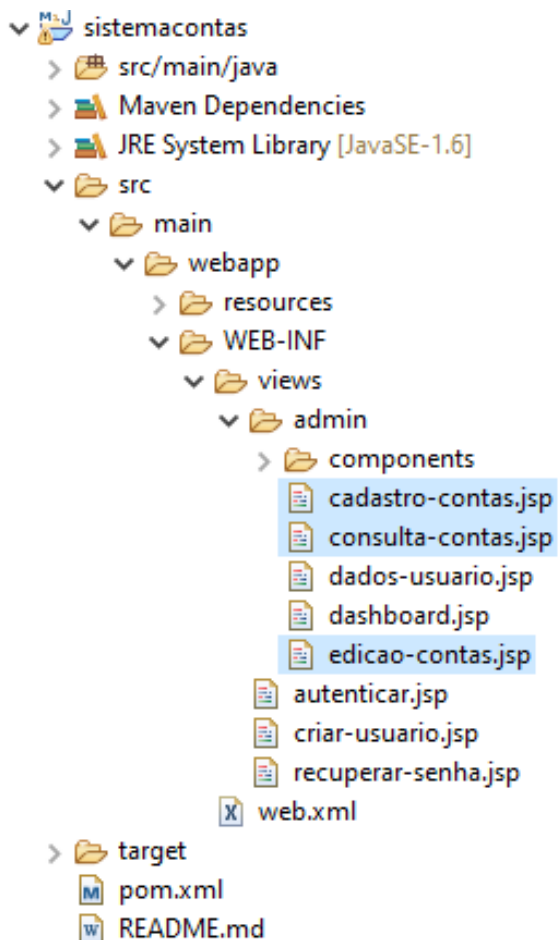 sistemacontas
src/main/java
Maven Dependencies
JRE System Library [JavaSE-1.6]
src
main
webapp
resources
WEB-INF
views
admin
components
cadastro-contas.jsp
consulta-contas.jsp
dados-usuario.jsp
dashboard.jsp
edicao-contas.jsp
autenticar.jsp
criar-usuario.jsp
recuperar-senha.jsp
web.xml
target
pom.xml
README.md